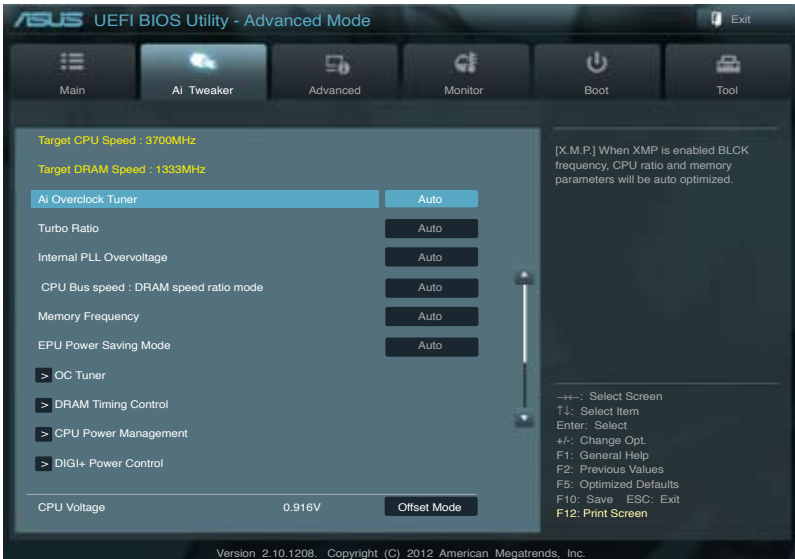 ASUS UEFI BIOS Utility - Advanced Mode
Exit
Main
Ai Tweaker
Advanced
Monitor
Boot
Tool
Target CPU Speed : 3700MHz
Target DRAM Speed : 1333MHz
Ai Overclock Tuner Auto
Turbo Ratio Auto
Internal PLL Overvoltage Auto
CPU Bus speed : DRAM speed ratio mode Auto
Memory Frequency Auto
EPU Power Saving Mode Auto
> OC Tuner
> DRAM Timing Control
> CPU Power Management
> DIGI+ Power Control
CPU Voltage 0.916V Offset Mode
[X.M.P.] When XMP is enabled BLCK
frequency, CPU ratio and memory
parameters will be auto optimized.
→←: Select Screen
↑↓: Select Item
Enter: Select
+/-: Change Opt.
F1: General Help
F2: Previous Values
F5: Optimized Defaults
F10: Save ESC: Exit
F12: Print Screen
Version 2.10.1208. Copyright (C) 2012 American Megatrends, Inc.